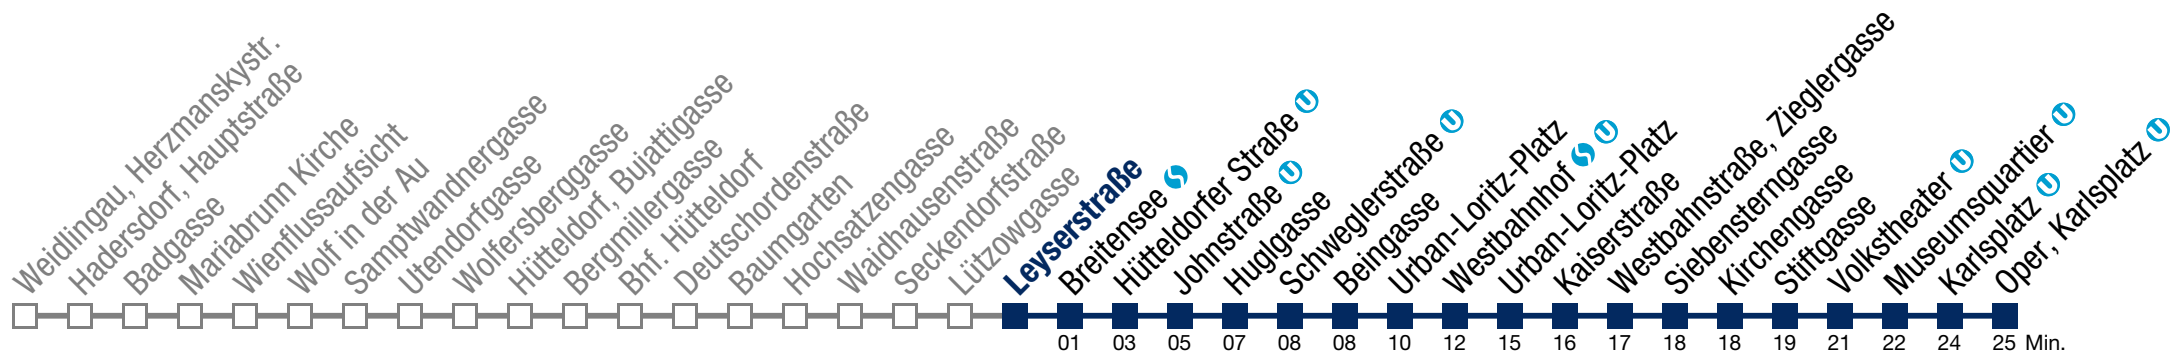 Weidlingau, Herzmanskystr.
Hadersdorf, Hauptstraße
Badgasse
Mariabrunn Kirche
Wienflussaufsicht
Wolf in der Au
Samptwandnergasse
Utendorfgasse
Wolfersberggasse
Hütteldorf, Bujattigasse
Bergmillergasse
Bhf. Hütteldorf
Deutschordenstraße
Baumgarten
Hochsatzengasse
Waidhausenstraße
Seckendorfstraße
Lützowgasse
Leyserstraße
Breitensee S
Hütteldorfer Straße U
Johnstraße U
Huglgasse
Schweglerstraße U
Beingasse
Urban-Loritz-Platz
Westbahnhof S U
Urban-Loritz-Platz
Kaiserstraße
Westbahnstraße, Zieglergasse
Siebensterngasse
Kirchengasse
Stiftgasse
Volkstheater U
Museumsquartier U
Karlsplatz U
Oper, Karlsplatz U
01 03 05 07 08 08 10 12 15 16 17 18 18 19 21 22 24 25 Min.